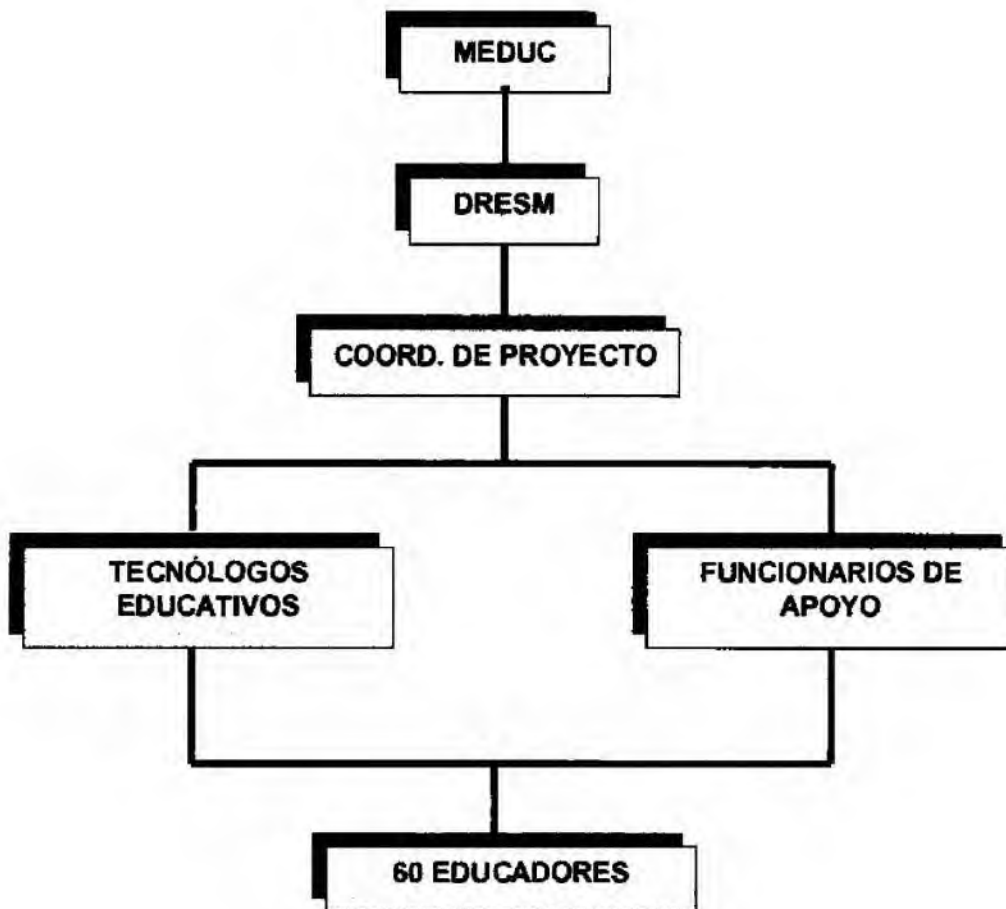 MEDUC
DRESM
COORD. DE PROYECTO
TECNÓLOGOS
EDUCATIVOS
FUNCIONARIOS DE
APOYO
60 EDUCADORES